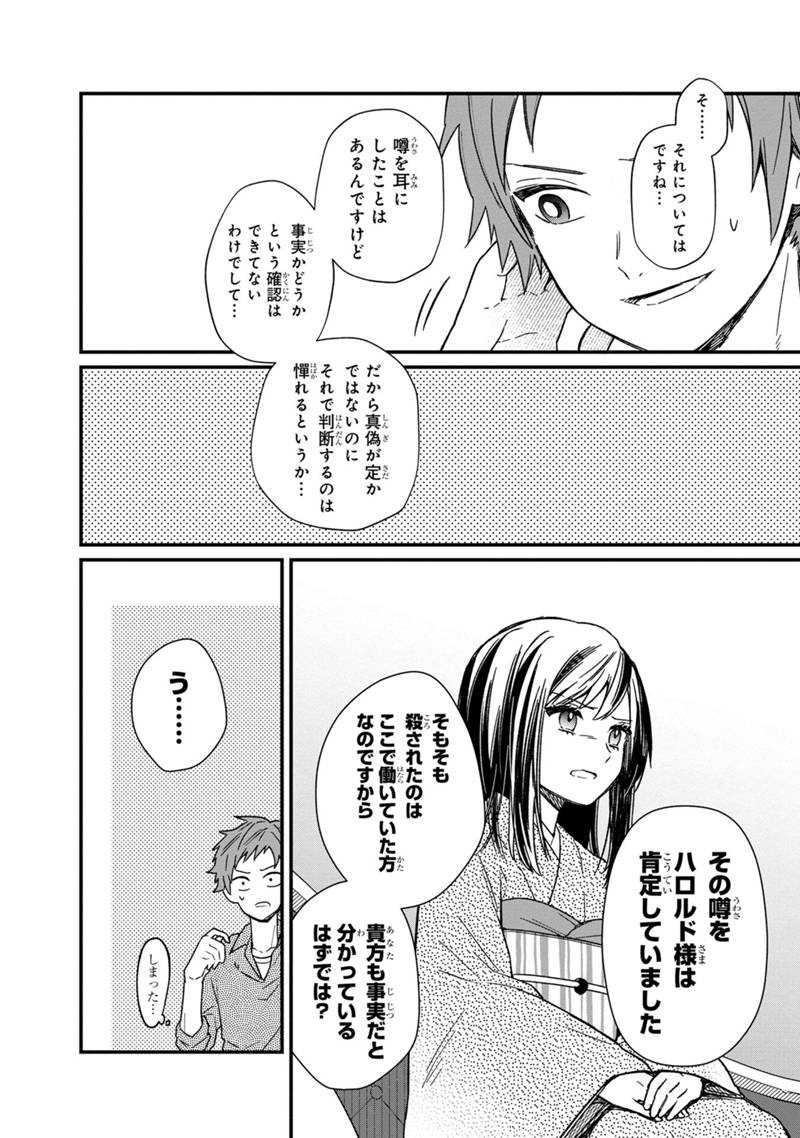 そ……
それについては
ですね…
噂を耳に
したことは
あるんですけど
事実かどうか
という確認は
できてない
わけでして…
だから真偽が定か
ではないのに
それで判断するのは
憚れるというか…
その噂を
ハロルド様は
肯定していました
そもそも
殺されたのは
ここで働いていた方
なのですから
貴方も事実だと
分かっている
はずでは?
う……
しまった…